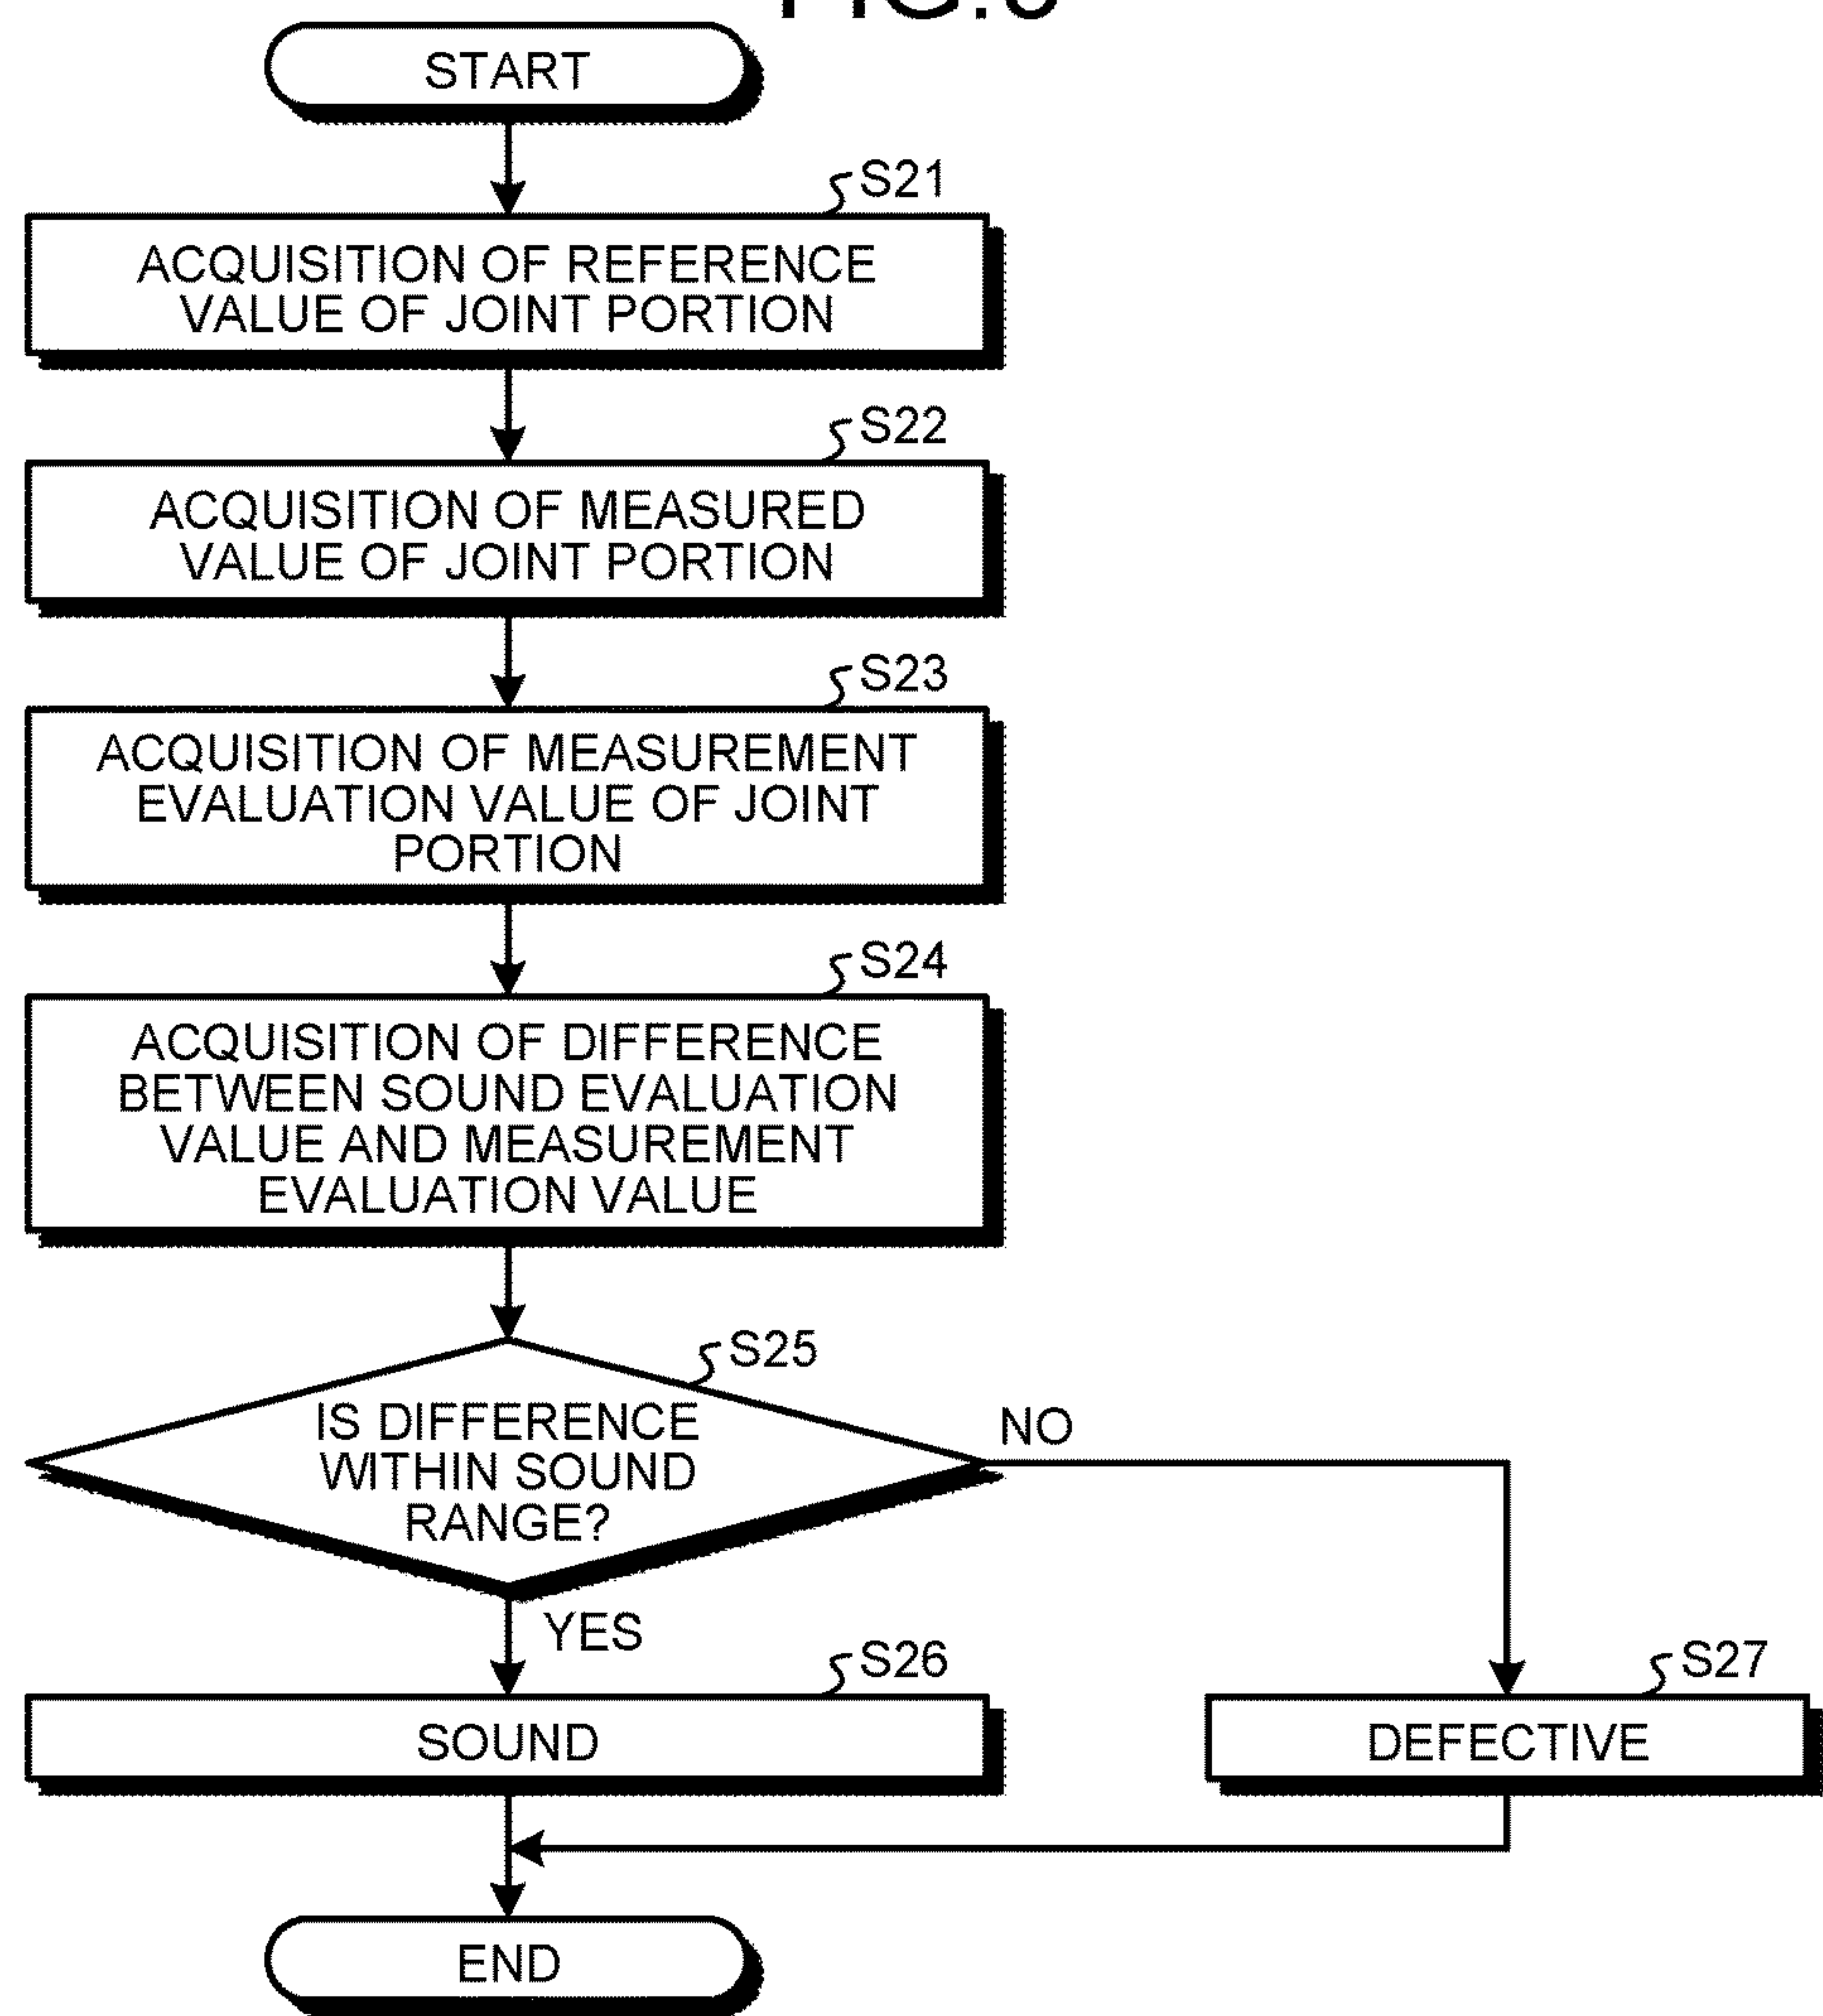 START
S21
ACQUISITION OF REFERENCE
VALUE OF JOINT PORTION
S22
ACQUISITION OF MEASURED
VALUE OF JOINT PORTION
S23
ACQUISITION OF MEASUREMENT
EVALUATION VALUE OF JOINT
PORTION
S24
ACQUISITION OF DIFFERENCE
BETWEEN SOUND EVALUATION
VALUE AND MEASUREMENT
EVALUATION VALUE
S25
IS DIFFERENCE
WITHIN SOUND
RANGE?
NO
YES
S26
SOUND
S27
DEFECTIVE
END